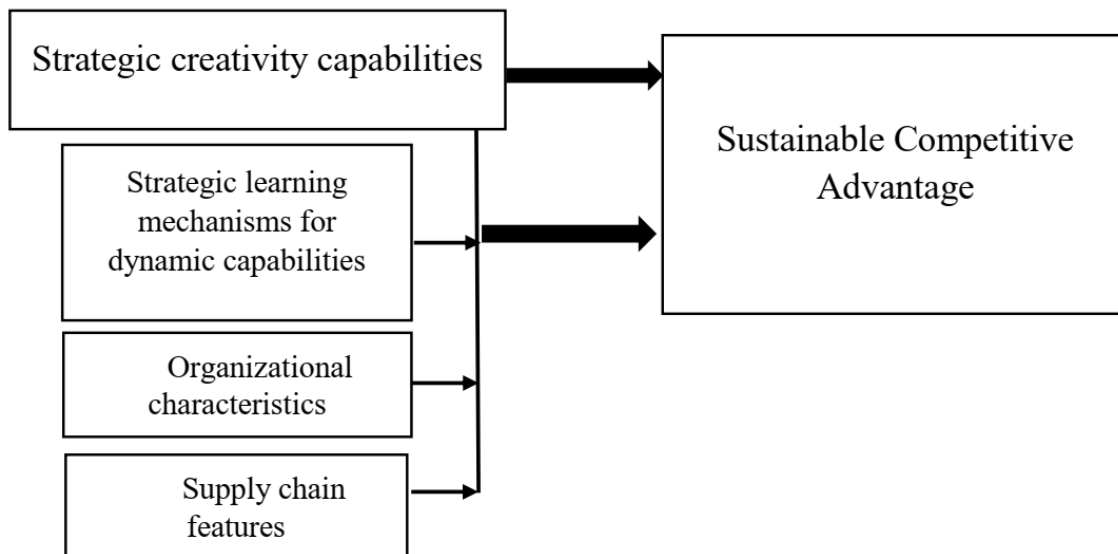 Strategic creativity capabilities
Sustainable Competitive
Advantage
Strategic learning
mechanisms for
dynamic capabilities
Organizational
characteristics
Supply chain
features